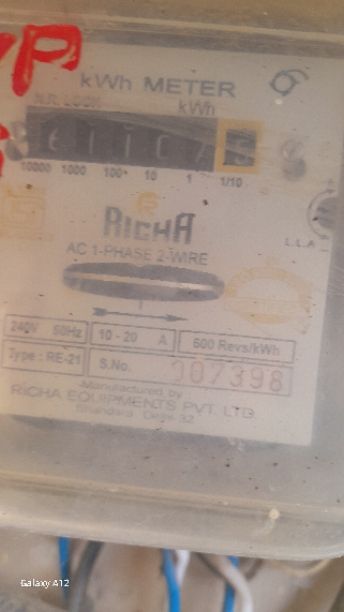 kWh METER
kWh
10000 1000 100 10 1 1/10
RICHA
AC 1-PHASE 2-WIRE
240V 50Hz 10 - 20 A 600 Revs/kWh
Type : RE-21 S.No. 007398
Manufactured by
RICHA EQUIPMENTS PVT. LTD.
Galaxy A12